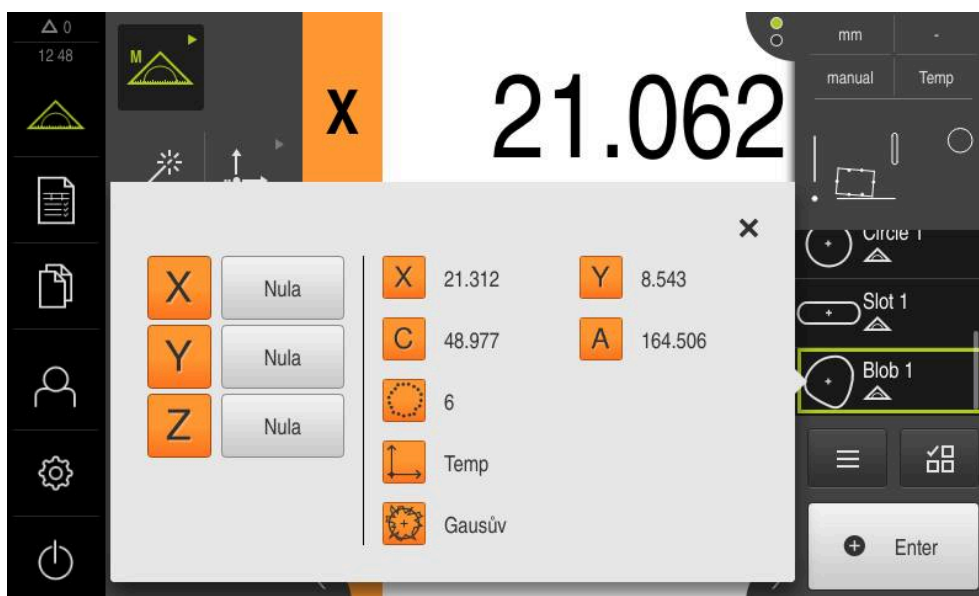 0
12 48
M
X
21.062
mm
-
manual
Temp
X
Nula
Y
Nula
Z
Nula
X
21.312
Y
8.543
C
48.977
A
164.506
6
Temp
Gausův
Circle 1
Slot 1
Blob 1
Enter